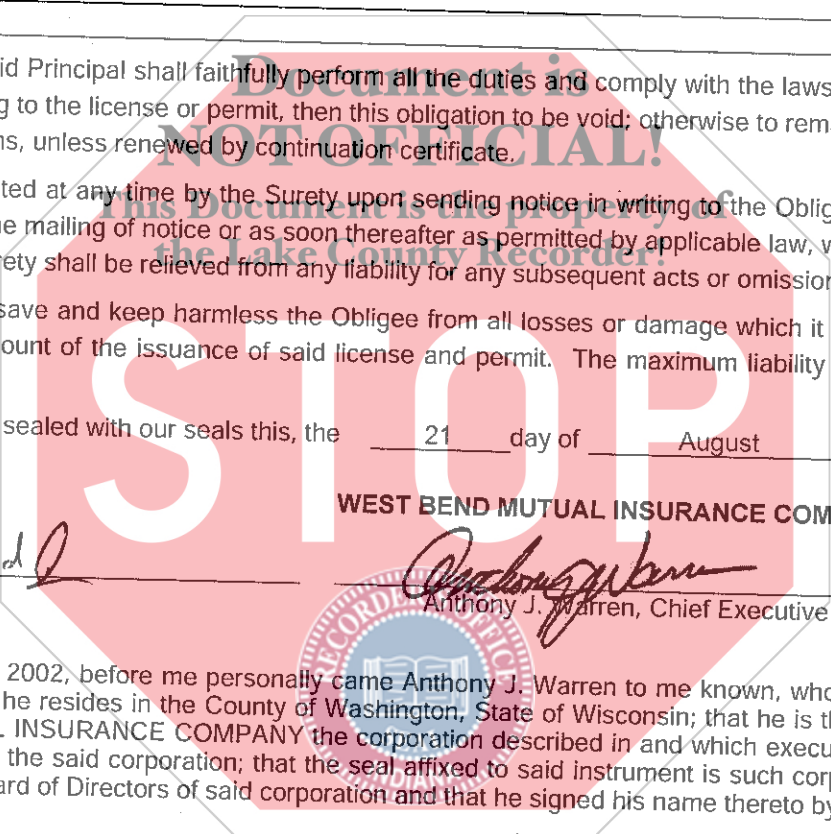 Document is
id Principal shall faithfully perform all the duties and comply with the laws
g to the license or permit, then this obligation to be void; otherwise to rem
NOT OFFICIAL!
ns, unless renewed by continuation certificate.
ted at any time by the Surety upon sending notice in writing to the Oblig
This Document is the property of
ne mailing of notice or as soon thereafter as permitted by applicable law, w
the Lake County Recorder!
rety shall be relieved from any liability for any subsequent acts or omission
save and keep harmless the Obligee from all losses or damage which it
ount of the issuance of said license and permit. The maximum liability
STOP
sealed with our seals this, the 21 day of August
WEST BEND MUTUAL INSURANCE COM
Anthony J. Warren, Chief Executive
2002, before me personally came Anthony J. Warren to me known, who
he resides in the County of Washington, State of Wisconsin; that he is th
. INSURANCE COMPANY the corporation described in and which execu
the said corporation; that the seal affixed to said instrument is such corp
ard of Directors of said corporation and that he signed his name thereto by